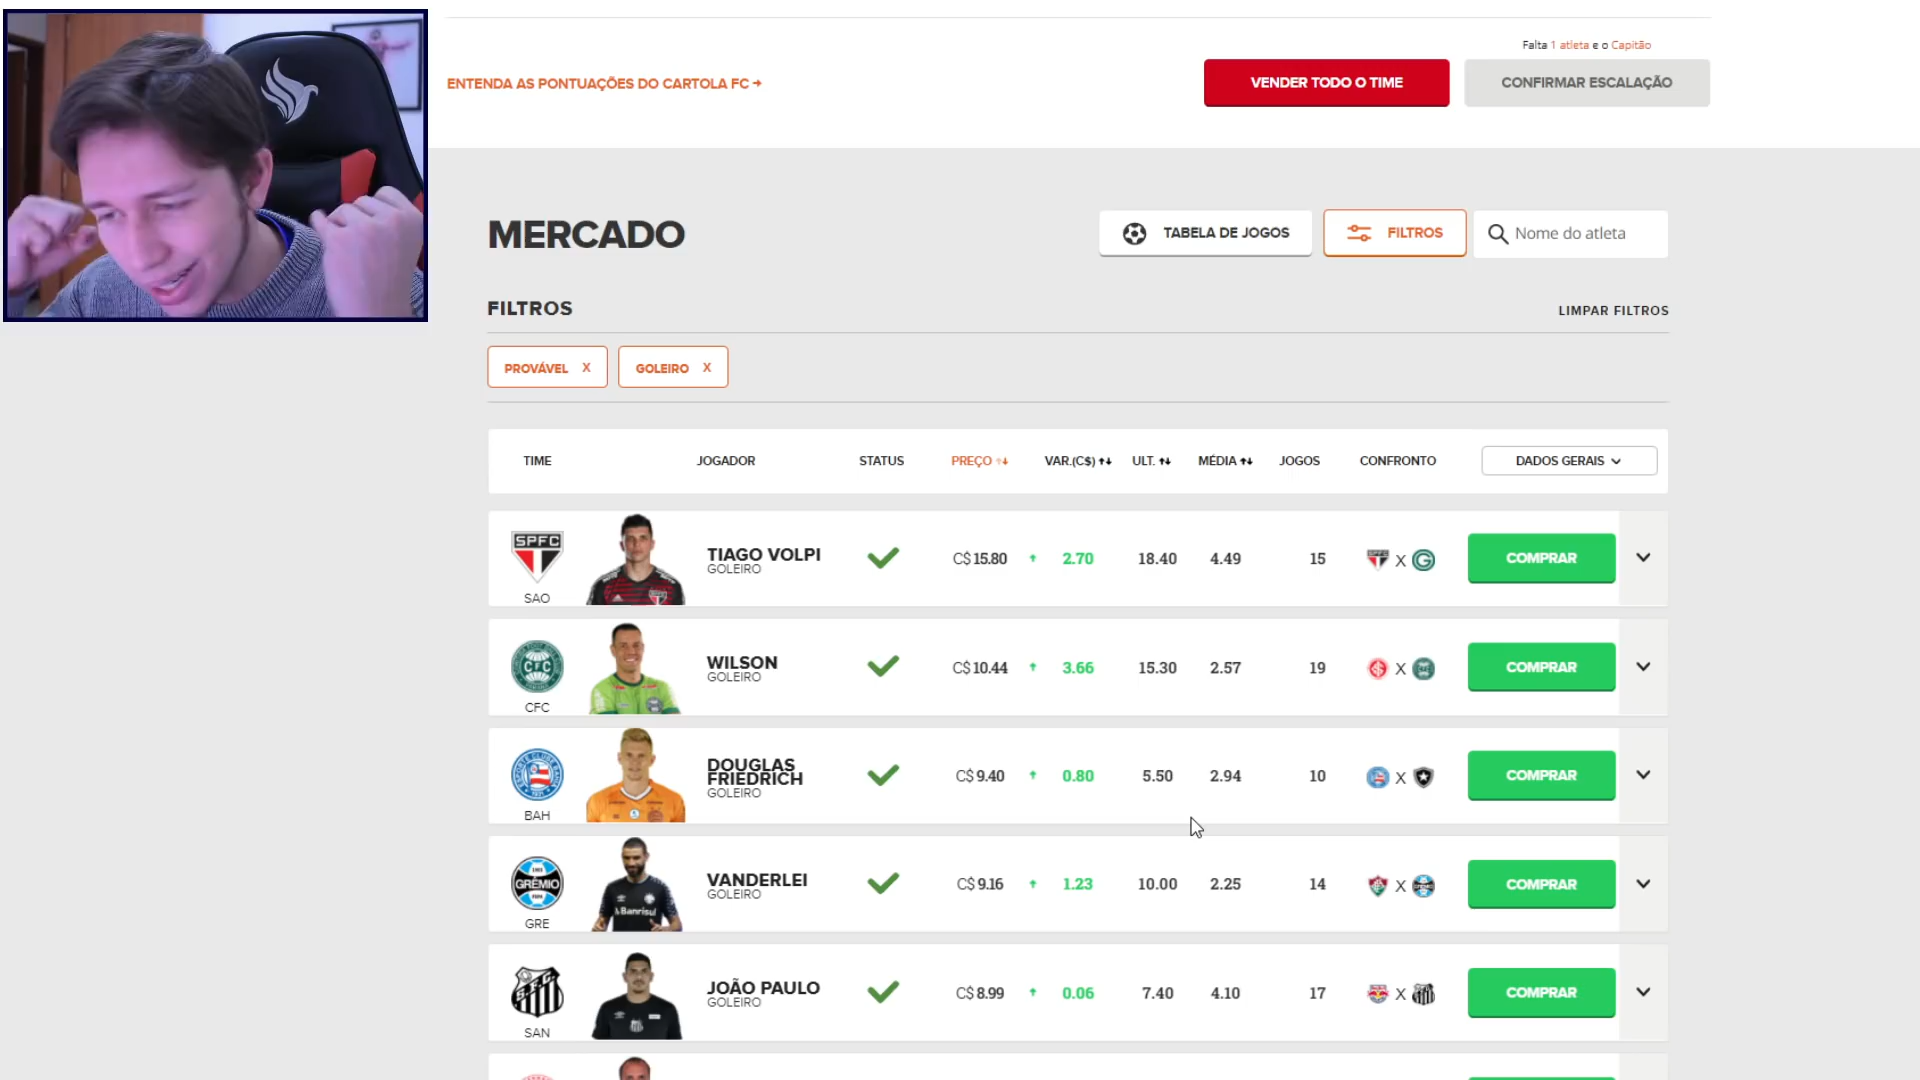 Falta 1 atleta e o Capitão
ENTENDA AS PONTUAÇÕES DO CARTOLA FC
VENDER TODO O TIME
CONFIRMAR ESCALAÇÃO
MERCADO
TABELA DE JOGOS
FILTROS
Nome do atleta
FILTROS
LIMPAR FILTROS
PROVÁVEL X
GOLEIRO X
TIME JOGADOR STATUS PREÇO VAR.(C$) ULT. MÉDIA JOGOS CONFRONTO DADOS GERAIS
SPFC
SAO
TIAGO VOLPI
GOLEIRO
C$ 15.80 2.70 18.40 4.49 15 X COMPRAR
CFC
CFC
WILSON
GOLEIRO
C$ 10.44 3.66 15.30 2.57 19 X COMPRAR
BAH
DOUGLAS
FRIEDRICH
GOLEIRO
C$ 9.40 0.80 5.50 2.94 10 X COMPRAR
GRÊMIO
GRE
Banrisul
VANDERLEI
GOLEIRO
C$ 9.16 1.23 10.00 2.25 14 X COMPRAR
SAN
JOÃO PAULO
GOLEIRO
C$ 8.99 0.06 7.40 4.10 17 X COMPRAR